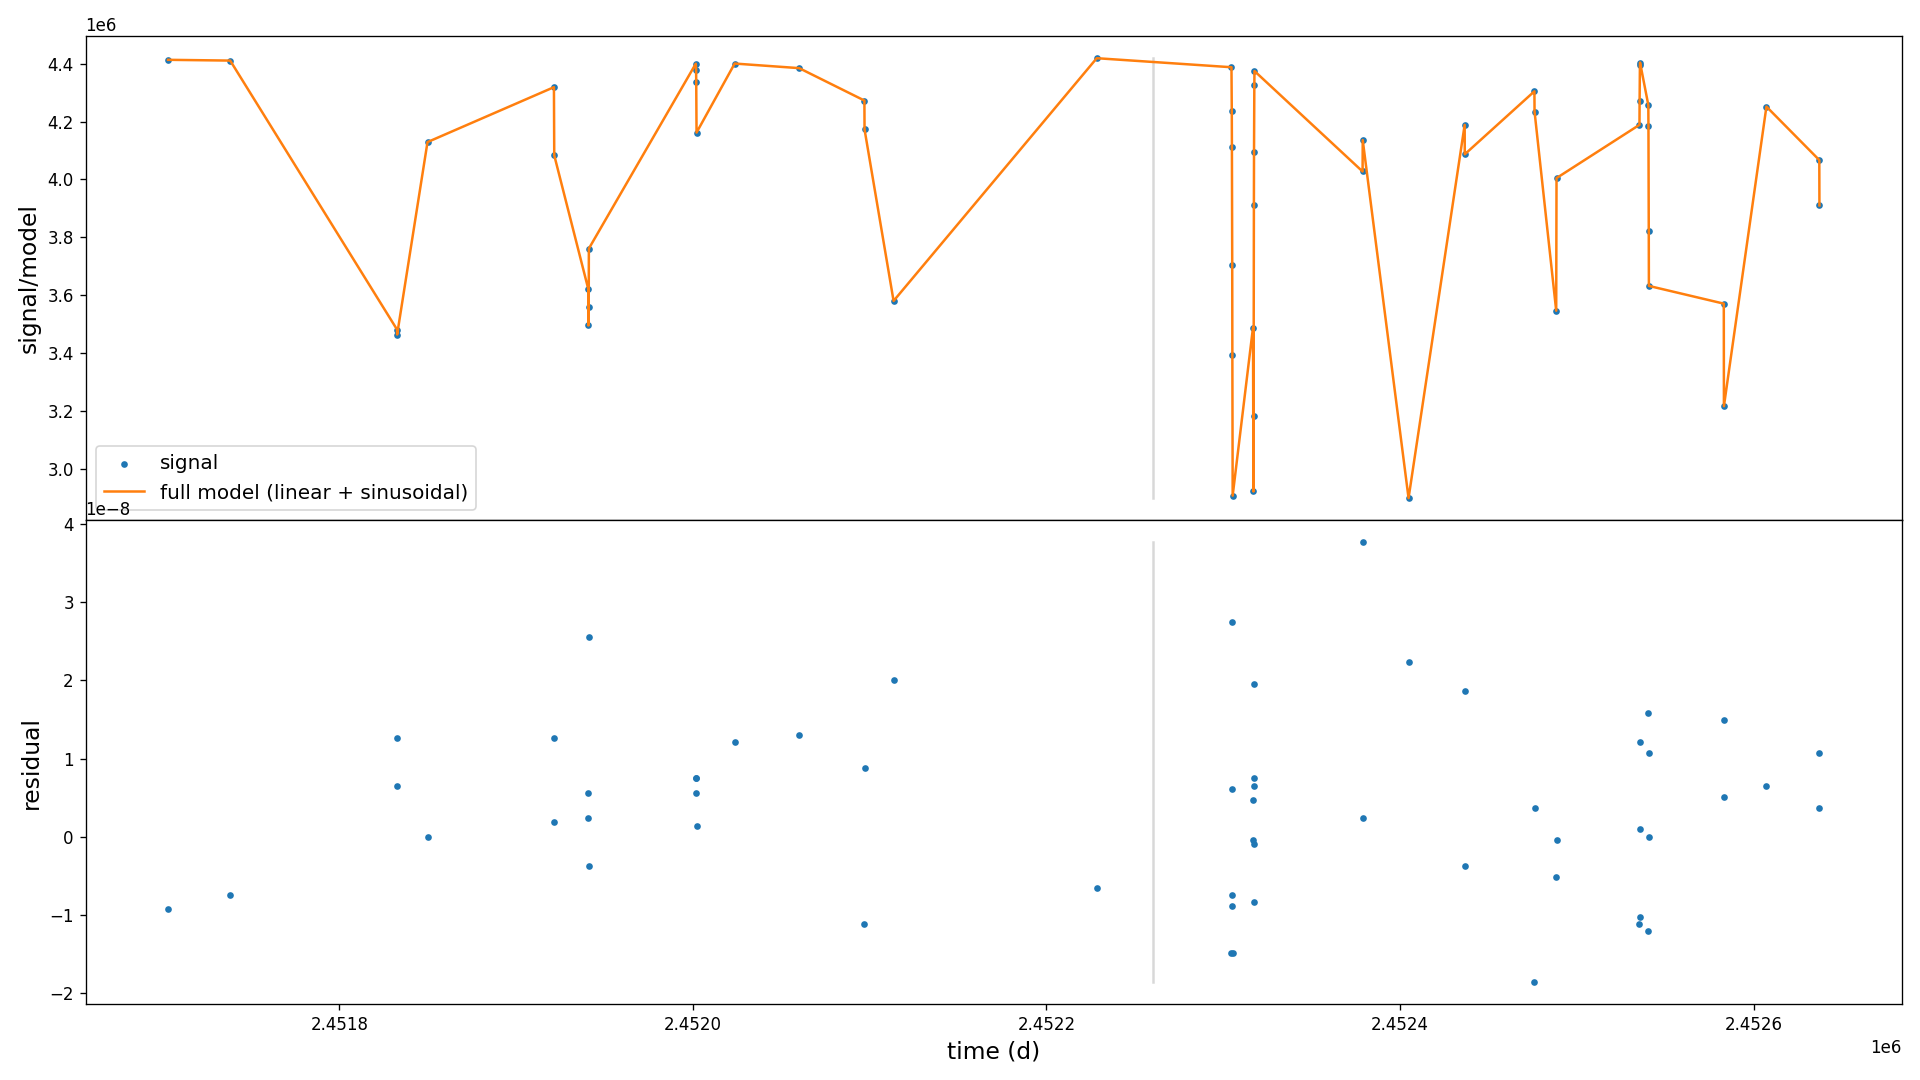 1e6
4.4
4.2
4.0
3.8
3.6
3.4
3.2
3.0
signal/model
signal
full model (linear + sinusoidal)
1e−8
4
3
2
1
0
−1
−2
residual
2.4518
2.4520
2.4522
2.4524
2.4526
time (d)
1e6